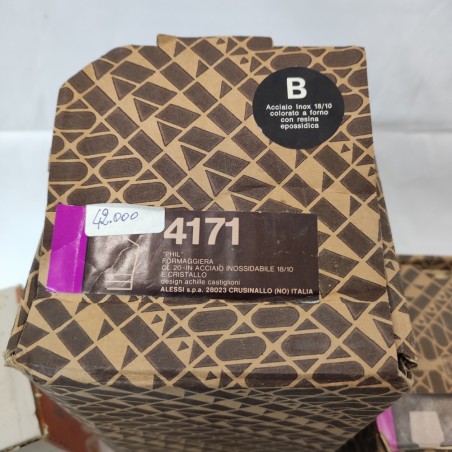 B
Acciaio Inox 18/10
colorato a forno
con resina
epossidica
42.000
4171
"PHIL"
FORMAGGIERA
CL 20-IN ACCIAIO INOSSIDABILE 18/10
E CRISTALLO
design achille castiglioni
ALESSI s.p.a. 28023 CRUSINALLO (NO) ITALIA